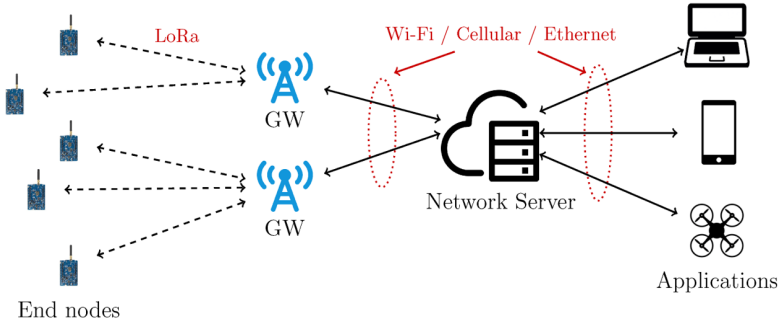 LoRa
Wi-Fi / Cellular / Ethernet
GW
GW
Network Server
Applications
End nodes